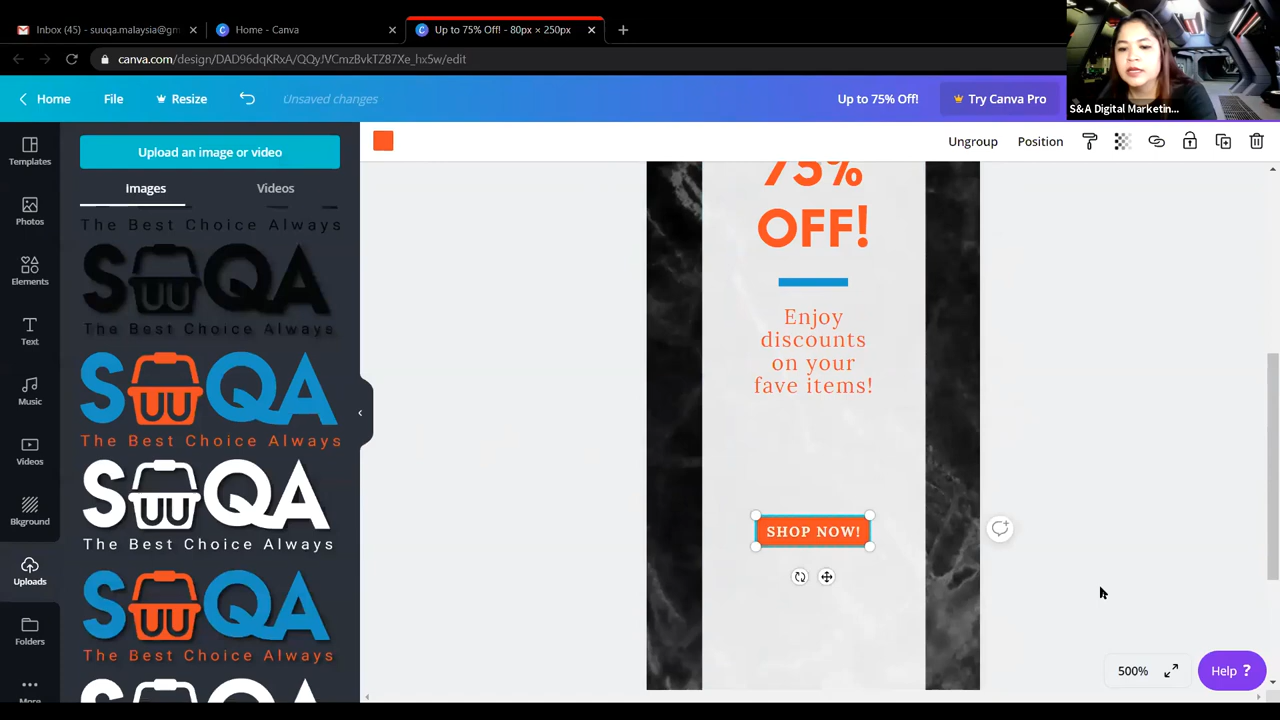 Inbox (45) - suuqa.malaysia@gm
Home - Canva
Up to 75% Off! - 80px × 250px
canva.com/design/DAD96dqKRxA/QQyJVCmzBvkTZ87Xe_hx5w/edit
S&A Digital Marketin...
Home
File
Resize
Unsaved changes
Up to 75% Off!
Try Canva Pro
Templates
Photos
Elements
Text
Music
Videos
Bkground
Uploads
Folders
More
Upload an image or video
Images
Videos
The Best Choice Always
SUUQA
The Best Choice Always
SUUQA
The Best Choice Always
SUUQA
The Best Choice Always
SUUQA
The Best Choice Always
Ungroup
Position
75%
OFF!
Enjoy
discounts
on your
fave items!
SHOP NOW!
500%
Help ?